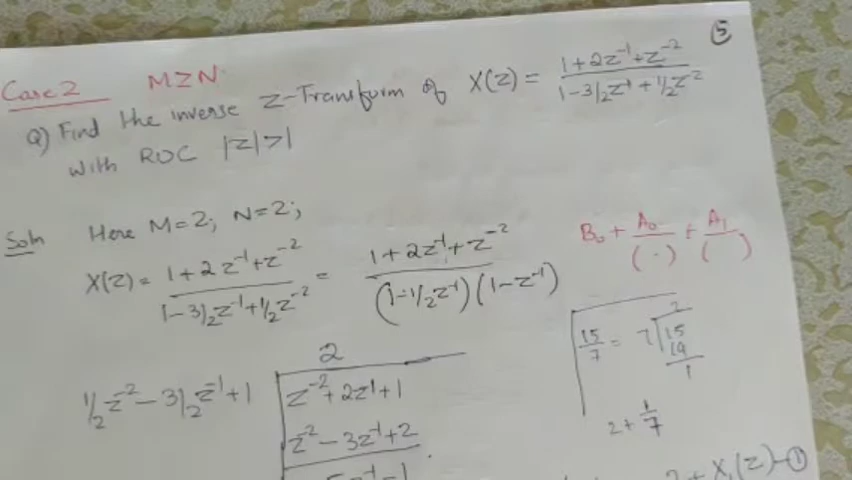 5
Case 2 M≥N
Q) Find the inverse Z-Transform of X(z) = (1+2z⁻¹+z⁻²)/(1-3/2z⁻¹+1/2z⁻²)
with ROC |z|>1
Soln Here M=2; N=2;
X(z) = (1+2z⁻¹+z⁻²)/(1-3/2z⁻¹+1/2z⁻²) = (1+2z⁻¹+z⁻²)/((1-1/2z⁻¹)(1-z⁻¹))
B₀ + A₀/(·) + A₁/( )
15/7 = 7 15 2
14
1
2+1/7
2
1/2z⁻²-3/2z⁻¹+1 z⁻²+2z⁻¹+1
z⁻²-3z⁻¹+2
5z⁻¹-1
2+X₁(z)-①